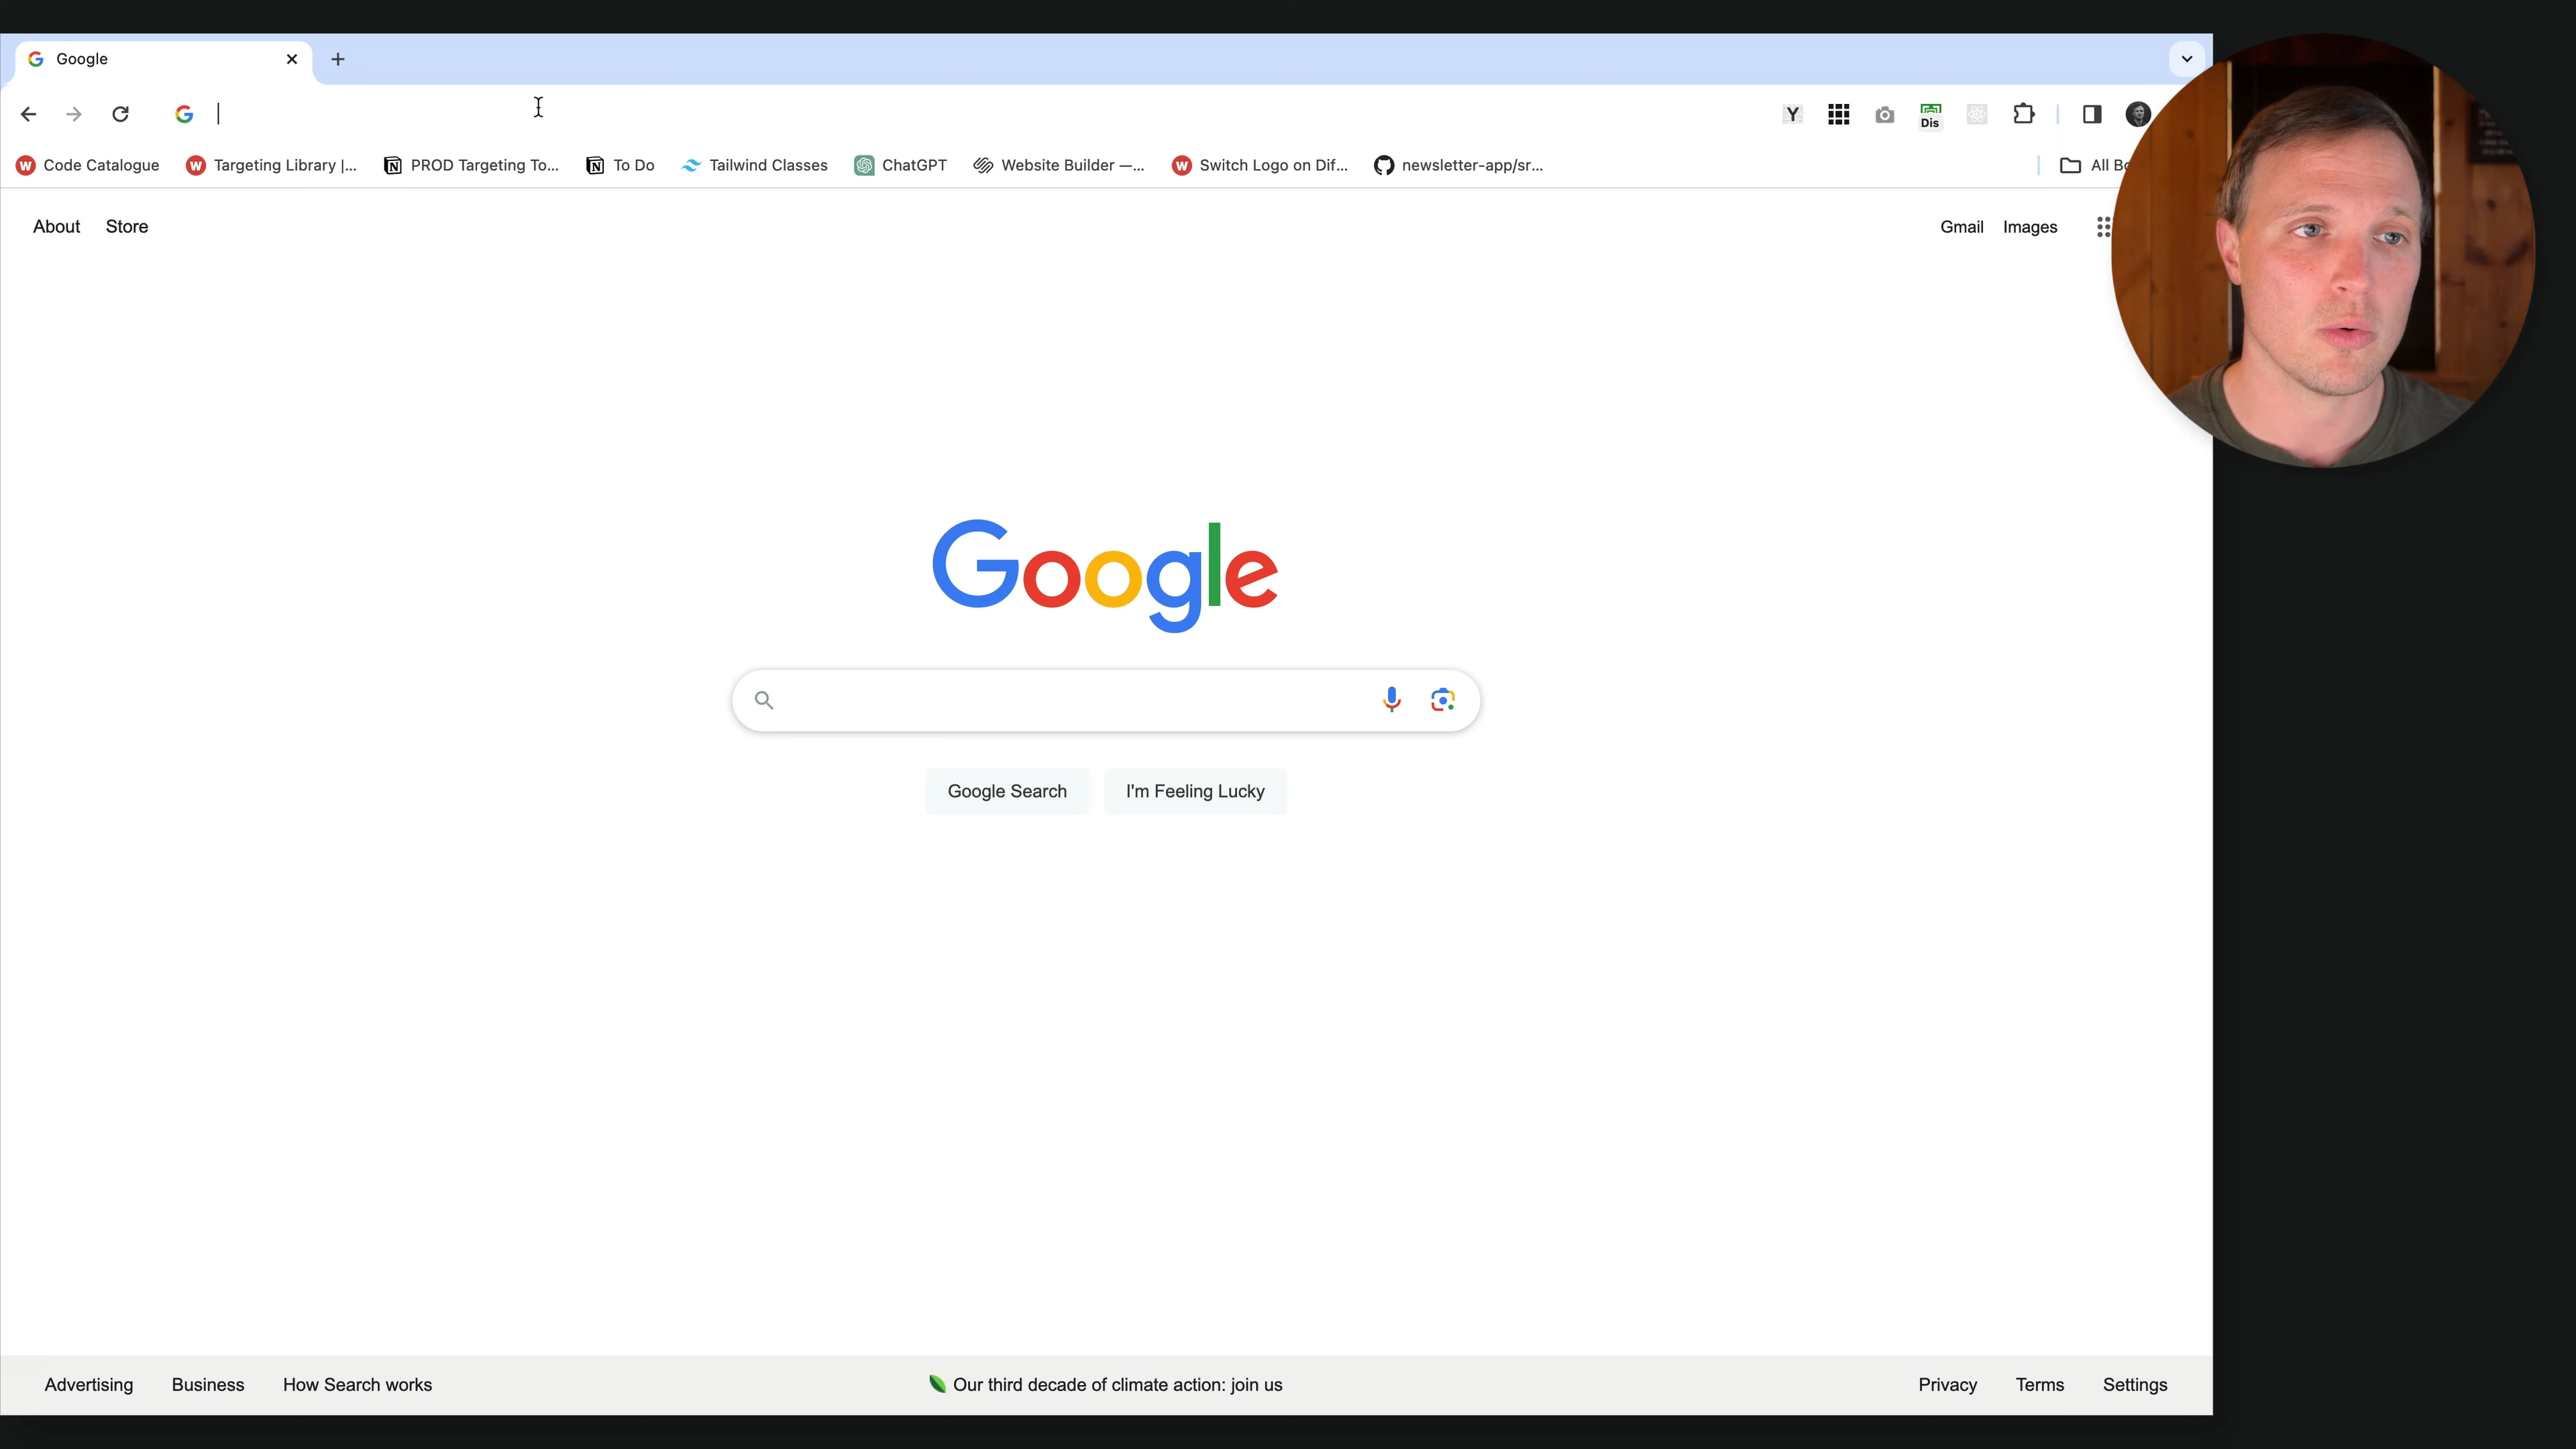 Google
Y
Dis
Code Catalogue
Targeting Library |...
PROD Targeting To...
To Do
Tailwind Classes
ChatGPT
Website Builder —...
Switch Logo on Dif...
newsletter-app/sr...
All Bo
About
Store
Gmail
Images
Google
Google Search
I'm Feeling Lucky
Advertising
Business
How Search works
Our third decade of climate action: join us
Privacy
Terms
Settings